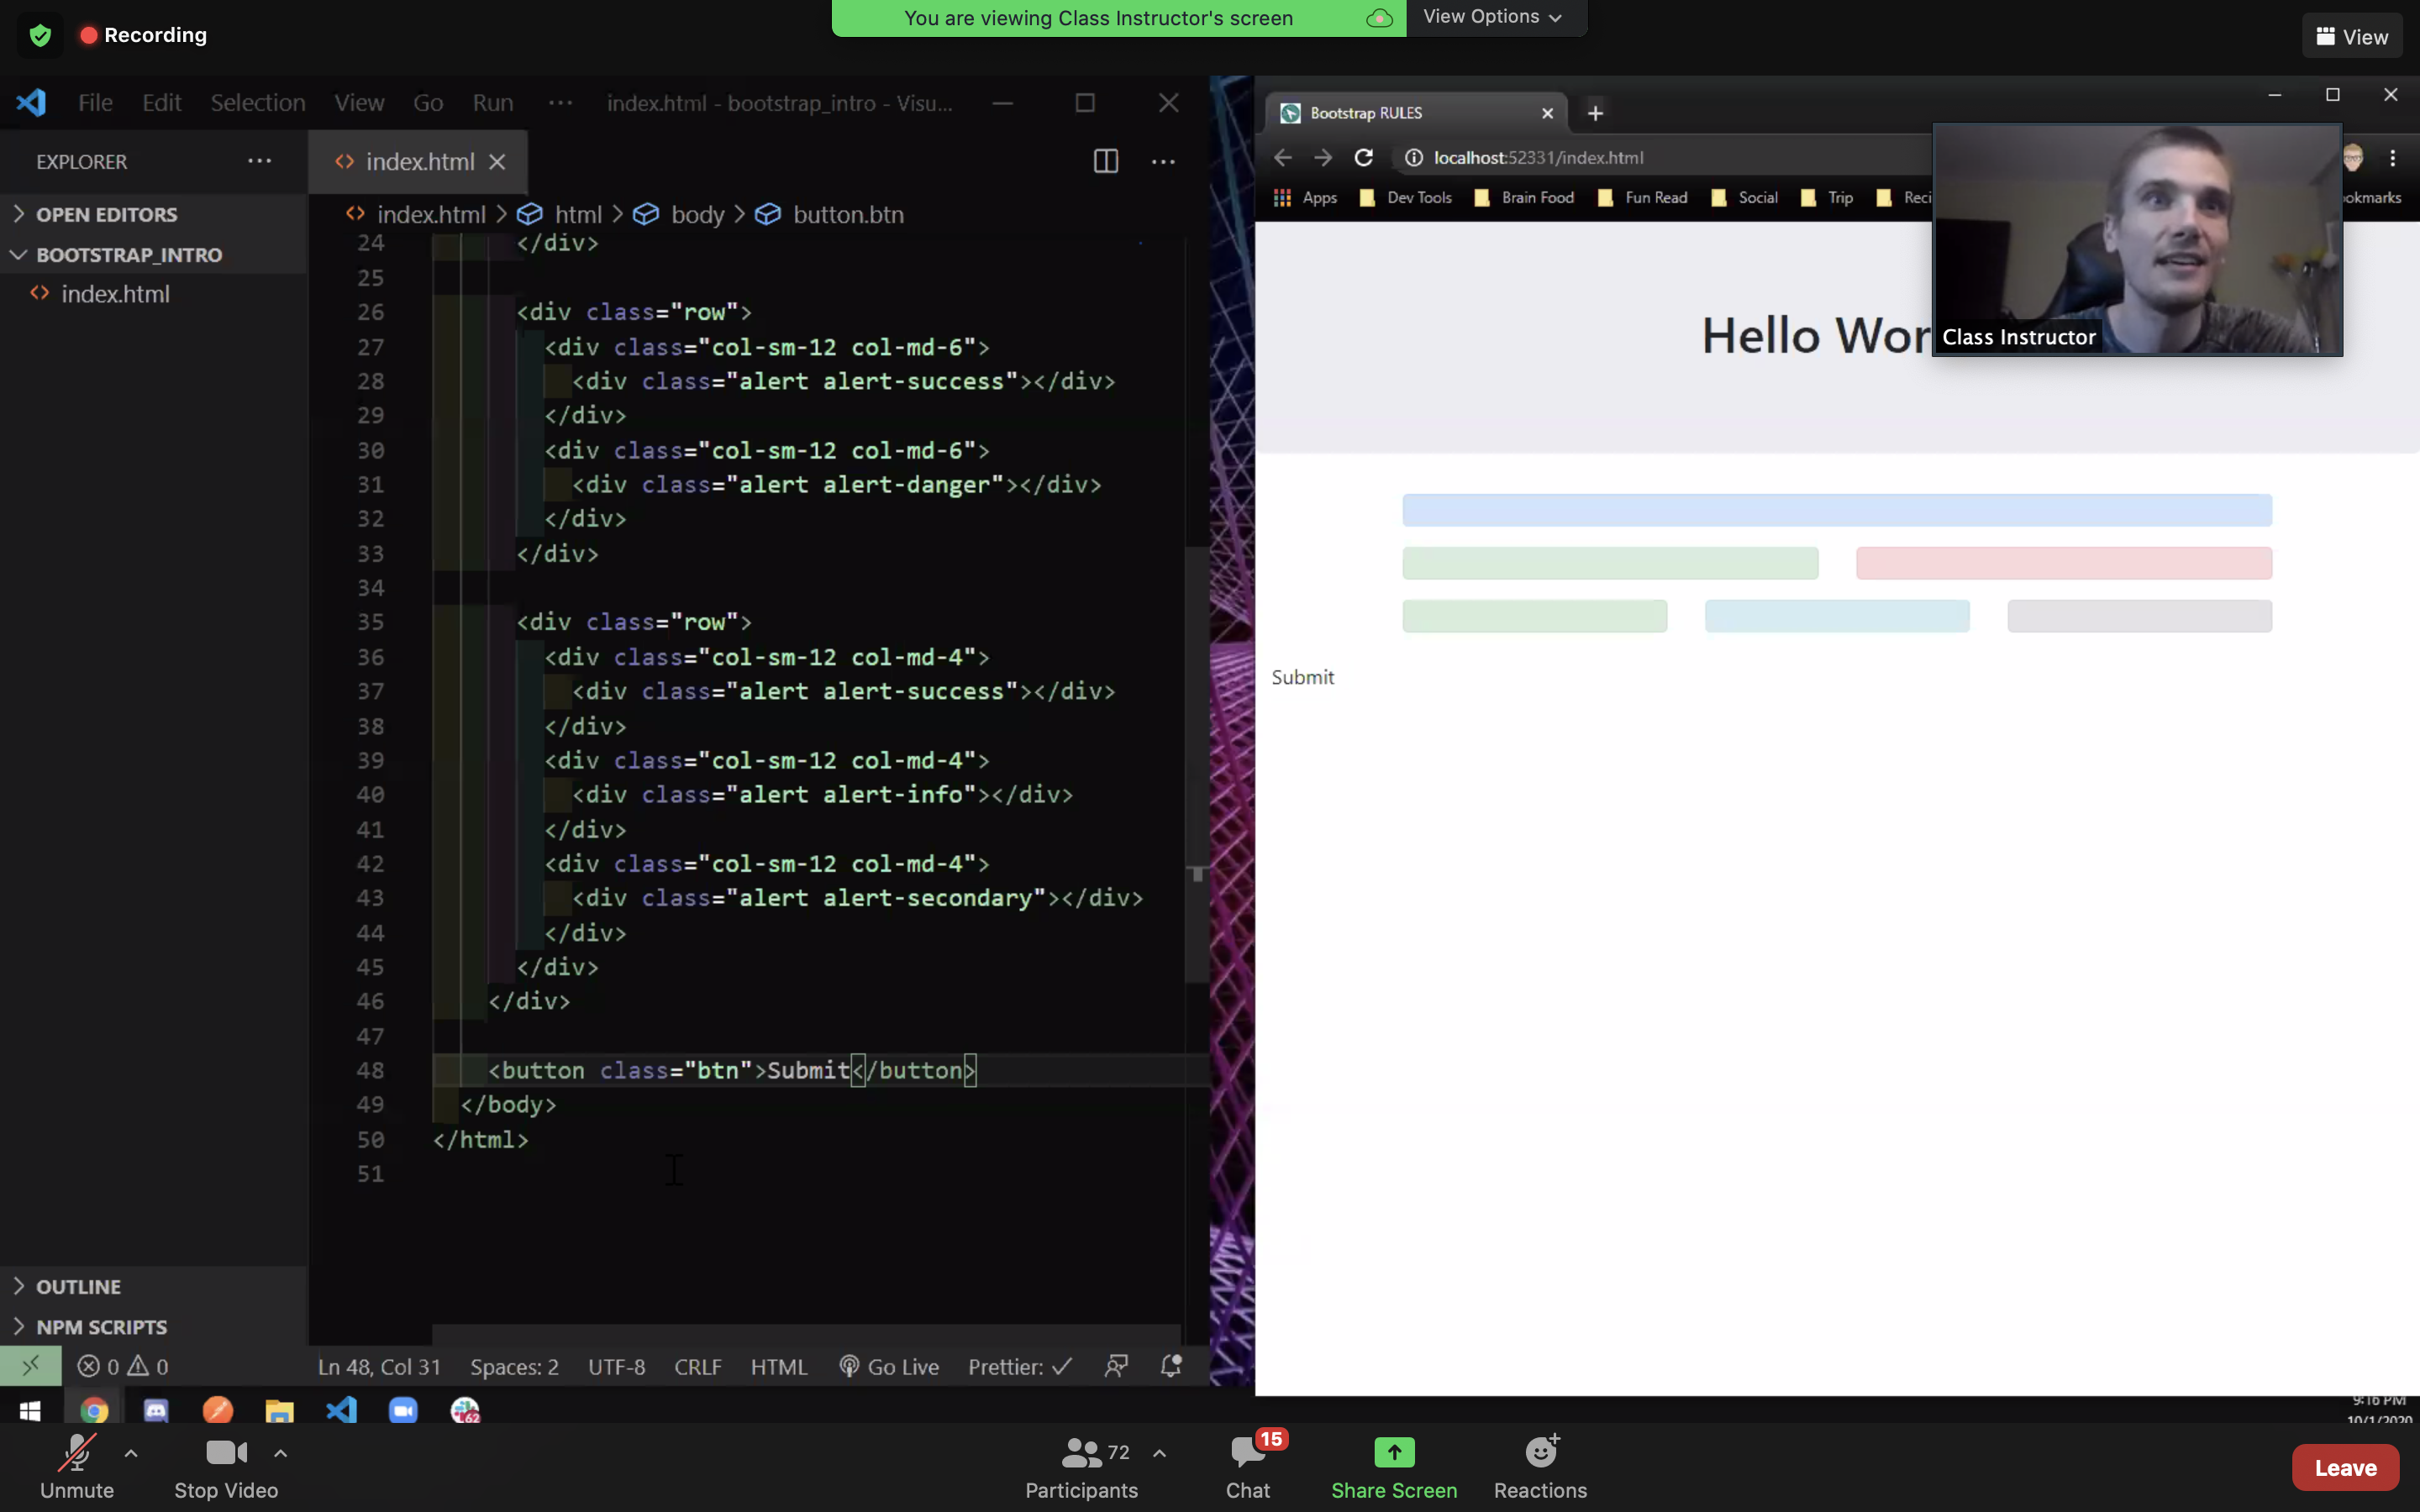 Recording
You are viewing Class Instructor's screen
View Options
View
File Edit Selection View Go Run ··· index.html - bootstrap_intro - Visu...
EXPLORER ···
index.html
OPEN EDITORS
BOOTSTRAP_INTRO
index.html
index.html > html > body > button.btn
24 </div>
25
26 <div class="row">
27 <div class="col-sm-12 col-md-6">
28 <div class="alert alert-success"></div>
29 </div>
30 <div class="col-sm-12 col-md-6">
31 <div class="alert alert-danger"></div>
32 </div>
33 </div>
34
35 <div class="row">
36 <div class="col-sm-12 col-md-4">
37 <div class="alert alert-success"></div>
38 </div>
39 <div class="col-sm-12 col-md-4">
40 <div class="alert alert-info"></div>
41 </div>
42 <div class="col-sm-12 col-md-4">
43 <div class="alert alert-secondary"></div>
44 </div>
45 </div>
46 </div>
47
48 <button class="btn">Submit</button>
49 </body>
50 </html>
51
OUTLINE
NPM SCRIPTS
0 0 Ln 48, Col 31 Spaces: 2 UTF-8 CRLF HTML Go Live Prettier: ✓
Bootstrap RULES
localhost:52331/index.html
Apps Dev Tools Brain Food Fun Read Social Trip Reci okmarks
Hello Wor
Class Instructor
Submit
62
9:16 PM
10/1/2020
Unmute
Stop Video
72
Participants
15
Chat
Share Screen
Reactions
Leave